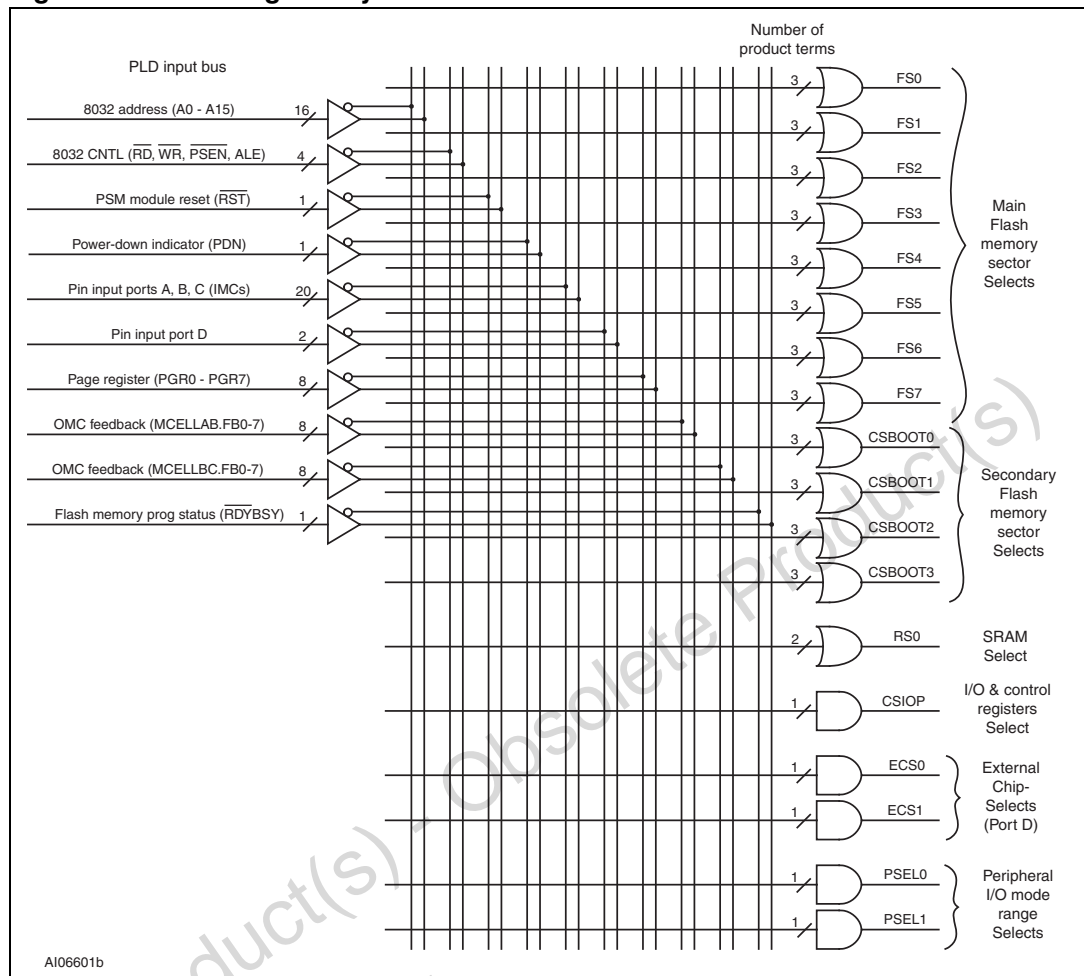 Number of
product terms
PLD input bus
8032 address (A0 - A15) 16
8032 CNTL (R̅D̅, W̅R̅, P̅S̅E̅N̅, ALE) 4
PSM module reset (R̅S̅T̅) 1
Power-down indicator (PDN) 1
Pin input ports A, B, C (IMCs) 20
Pin input port D 2
Page register (PGR0 - PGR7) 8
OMC feedback (MCELLAB.FB0-7) 8
OMC feedback (MCELLBC.FB0-7) 8
Flash memory prog status (R̅D̅Y̅BSY) 1
3 FS0
3 FS1
3 FS2
3 FS3
3 FS4
3 FS5
3 FS6
3 FS7
Main
Flash
memory
sector
Selects
3 CSBOOT0
3 CSBOOT1
3 CSBOOT2
3 CSBOOT3
Secondary
Flash
memory
sector
Selects
2 RS0
SRAM
Select
1 CSIOP
I/O & control
registers
Select
1 ECS0
1 ECS1
External
Chip-
Selects
(Port D)
1 PSEL0
1 PSEL1
Peripheral
I/O mode
range
Selects
AI06601b
duct(s) - Obsolete Product(s)